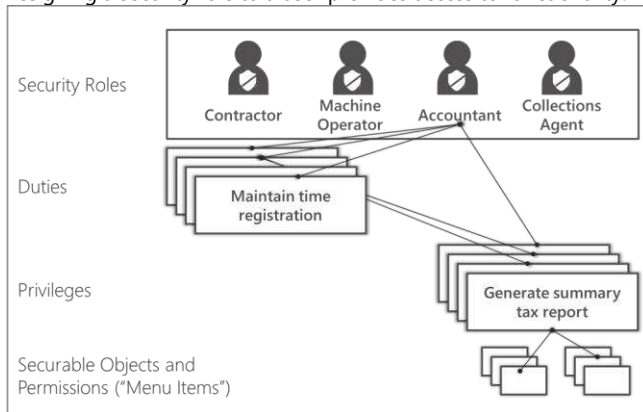 Security Roles
Contractor
Machine
Operator
Accountant
Collections
Agent
Duties
Maintain time
registration
Privileges
Generate summary
tax report
Securable Objects and
Permissions (“Menu Items”)